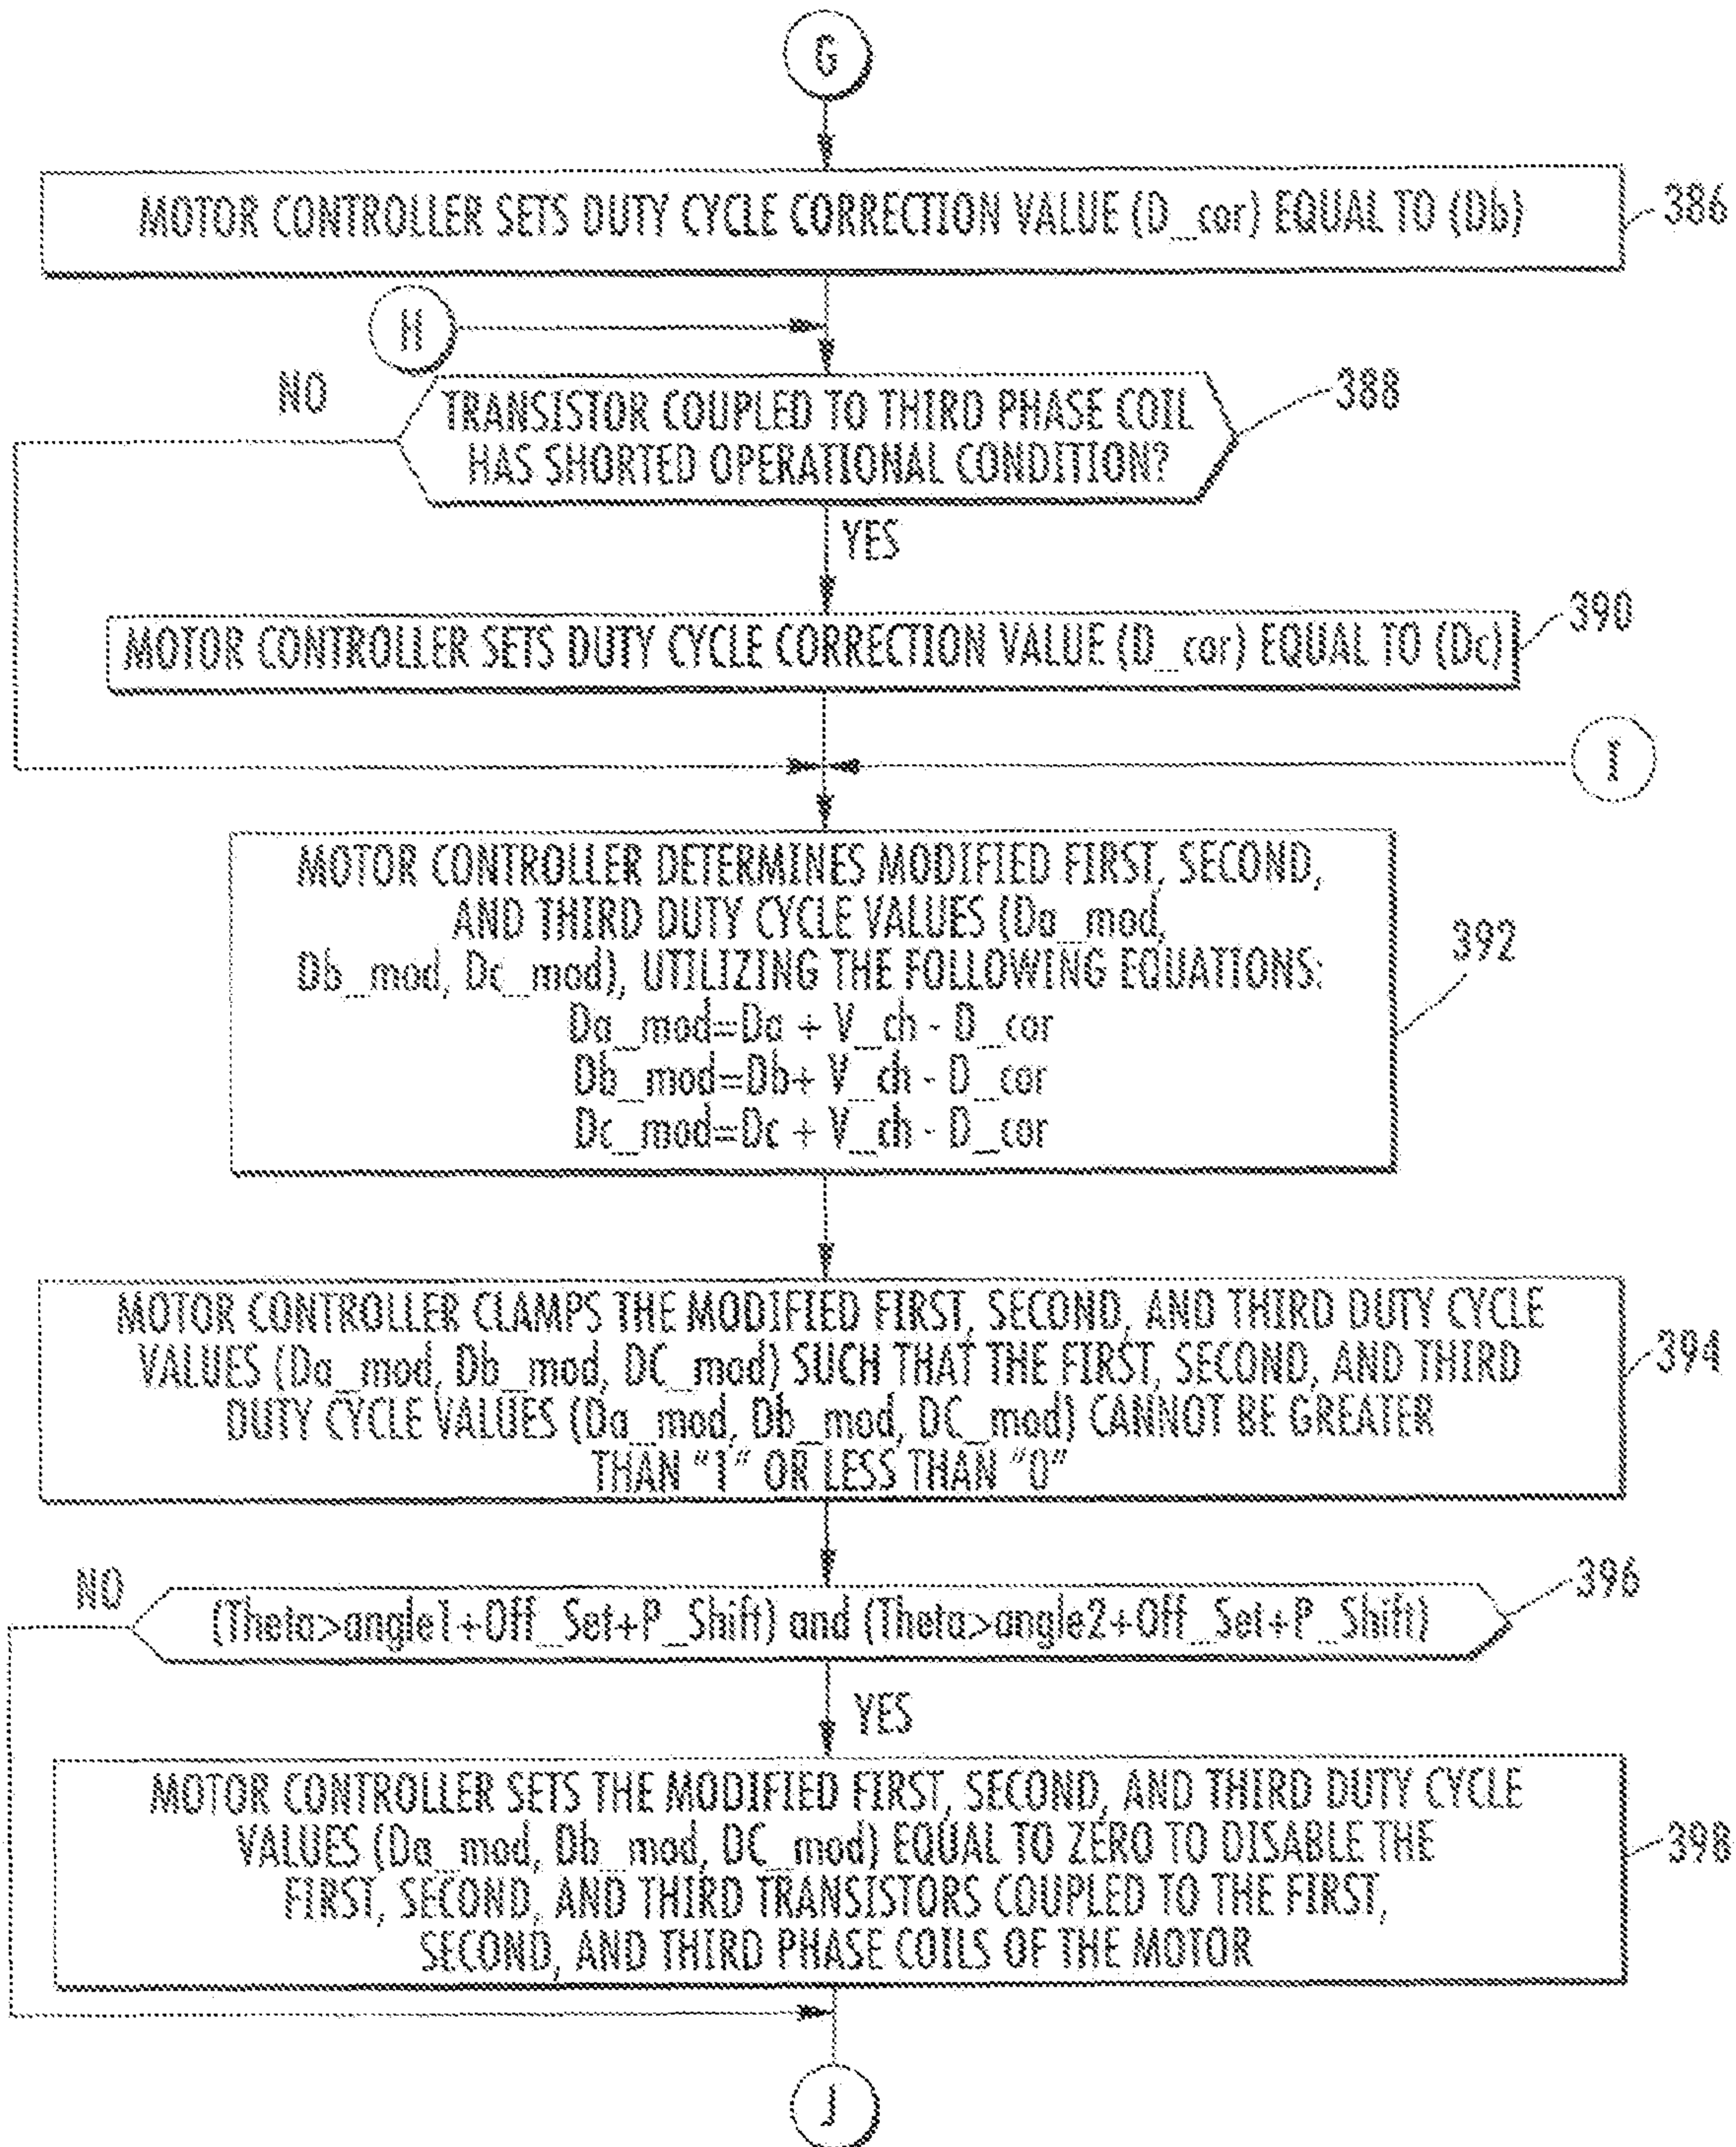 G
MOTOR CONTROLLER SETS DUTY CYCLE CORRECTION VALUE (D_cor) EQUAL TO (Db)
386
H
NO
TRANSISTOR COUPLED TO THIRD PHASE COIL
HAS SHORTED OPERATIONAL CONDITION?
388
YES
MOTOR CONTROLLER SETS DUTY CYCLE CORRECTION VALUE (D_cor) EQUAL TO (Dc)
390
I
MOTOR CONTROLLER DETERMINES MODIFIED FIRST, SECOND,
AND THIRD DUTY CYCLE VALUES (Da_mod,
Db_mod, Dc_mod), UTILIZING THE FOLLOWING EQUATIONS:
Da_mod=Da + V_ch - D_cor
Db_mod=Db+ V_ch - D_cor
Dc_mod=Dc + V_ch - D_cor
392
MOTOR CONTROLLER CLAMPS THE MODIFIED FIRST, SECOND, AND THIRD DUTY CYCLE
VALUES (Da_mod, Db_mod, DC_mod) SUCH THAT THE FIRST, SECOND, AND THIRD
DUTY CYCLE VALUES (Da_mod, Db_mod, DC_mod) CANNOT BE GREATER
THAN "1" OR LESS THAN "0"
394
NO
(Theta>angle1+Off_Set+P_Shift) and (Theta>angle2+Off_Set+P_Shift)
396
YES
MOTOR CONTROLLER SETS THE MODIFIED FIRST, SECOND, AND THIRD DUTY CYCLE
VALUES (Da_mod, Db_mod, DC_mod) EQUAL TO ZERO TO DISABLE THE
FIRST, SECOND, AND THIRD TRANSISTORS COUPLED TO THE FIRST,
SECOND, AND THIRD PHASE COILS OF THE MOTOR
398
J